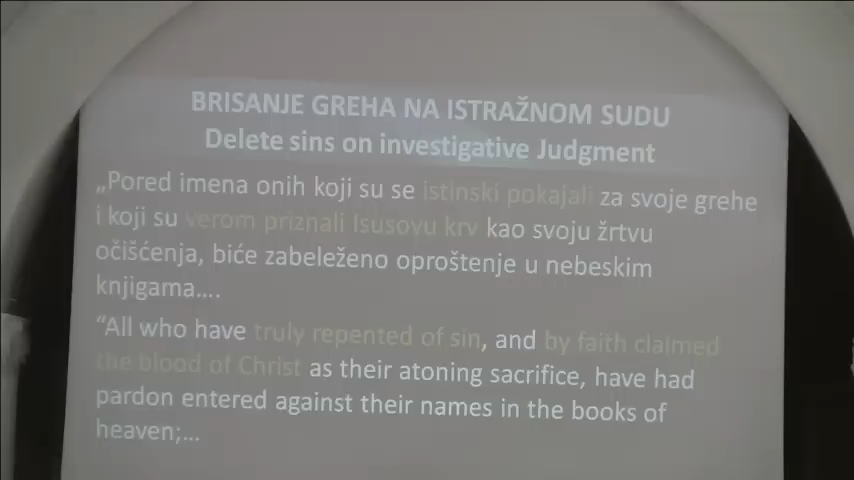 BRISANJE GREHA NA ISTRAŽNOM SUDU
Delete sins on investigative Judgment
„Pored imena onih koji su se istinski pokajali za svoje grehe
i koji su verom priznali Isusovu krv kao svoju žrtvu
očišćenja, biće zabeleženo oproštenje u nebeskim
knjigama....
“All who have truly repented of sin, and by faith claimed
the blood of Christ as their atoning sacrifice, have had
pardon entered against their names in the books of
heaven;...